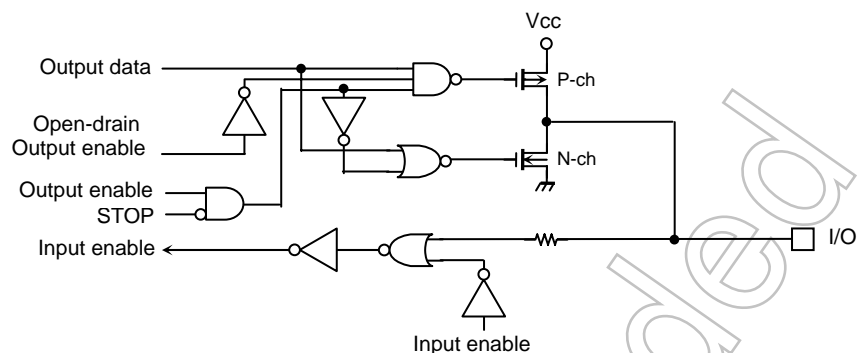 Vcc
Output data
P-ch
Open-drain
Output enable
N-ch
Output enable
STOP
Input enable
I/O
Input enable